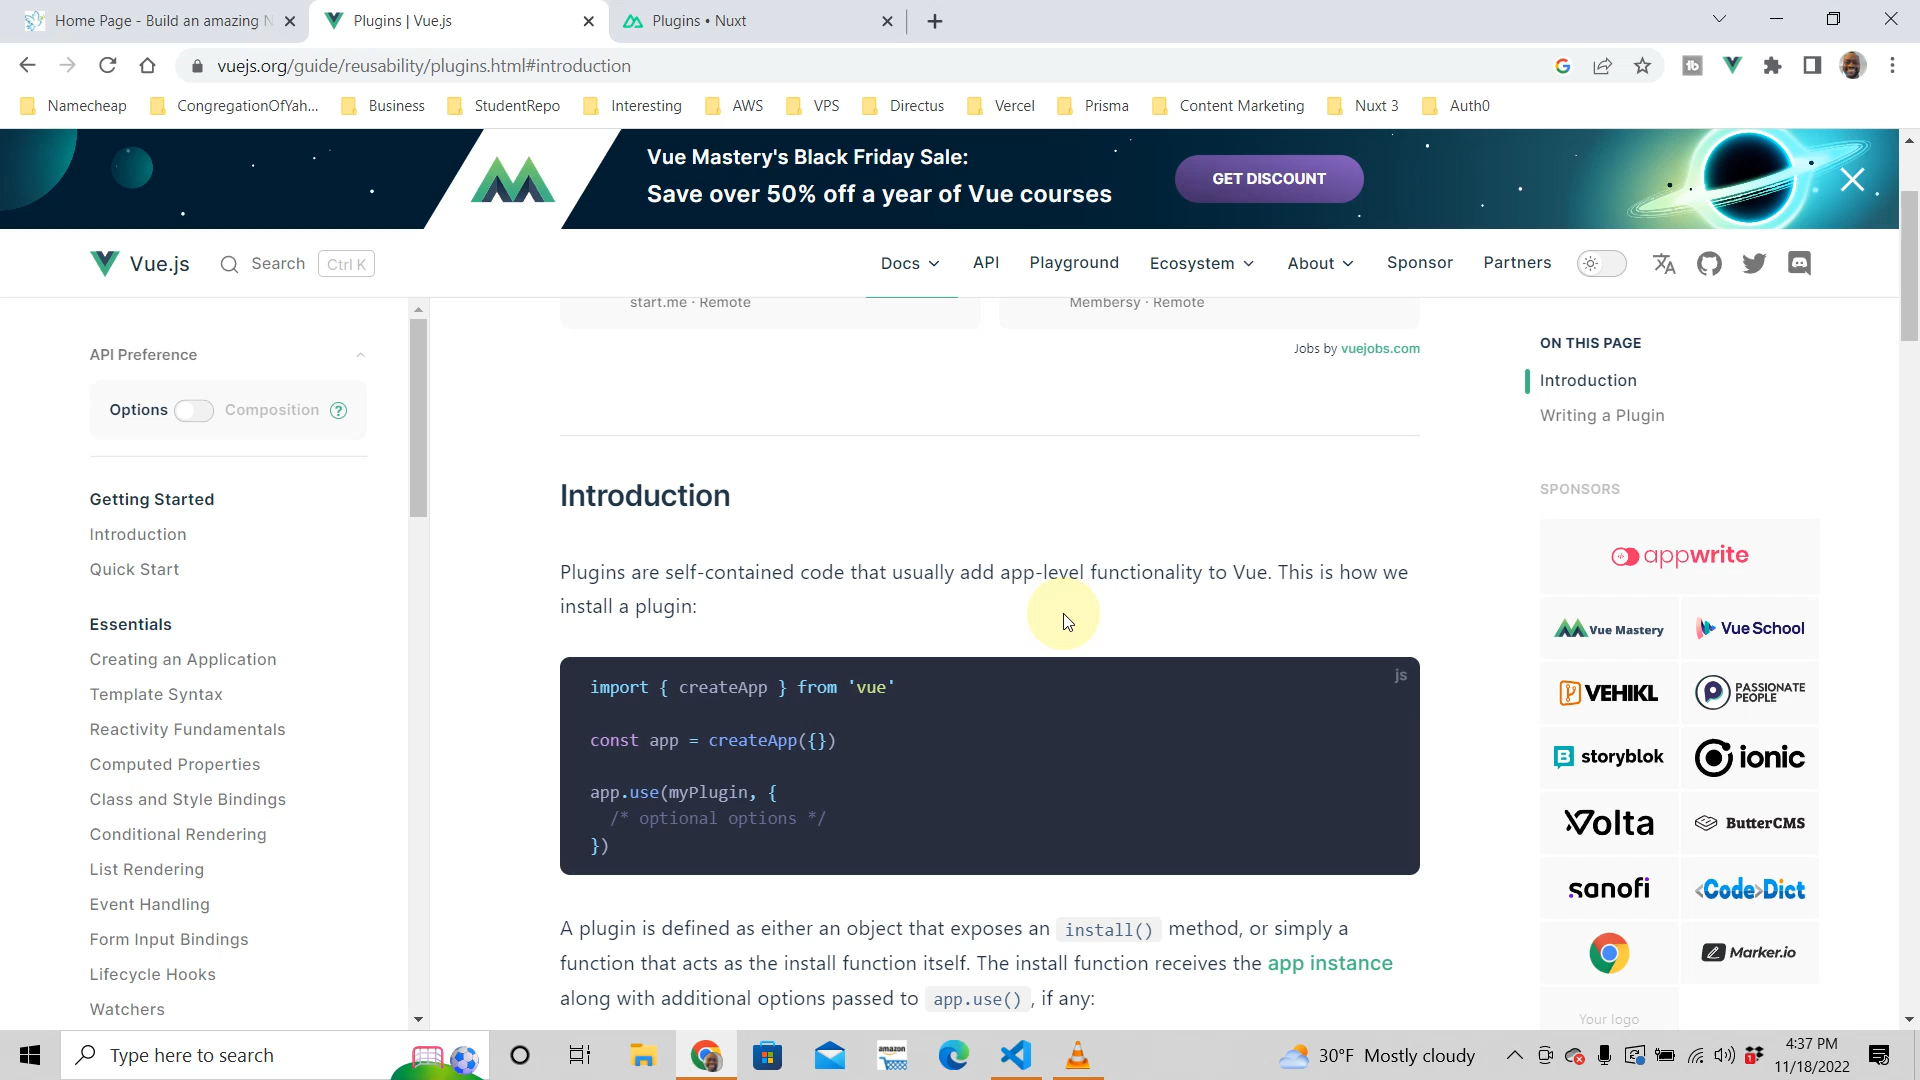 Home Page - Build an amazing N
Plugins | Vue.js
Plugins • Nuxt
vuejs.org/guide/reusability/plugins.html#introduction
Namecheap
CongregationOfYah...
Business
StudentRepo
Interesting
AWS
VPS
Directus
Vercel
Prisma
Content Marketing
Nuxt 3
Auth0
Vue Mastery's Black Friday Sale:
Save over 50% off a year of Vue courses
GET DISCOUNT
Vue.js
Search
Ctrl K
Docs
API
Playground
Ecosystem
About
Sponsor
Partners
API Preference
Options
Composition
?
Getting Started
Introduction
Quick Start
Essentials
Creating an Application
Template Syntax
Reactivity Fundamentals
Computed Properties
Class and Style Bindings
Conditional Rendering
List Rendering
Event Handling
Form Input Bindings
Lifecycle Hooks
Watchers
start.me · Remote
Membersy · Remote
Jobs by vuejobs.com
Introduction
Plugins are self-contained code that usually add app-level functionality to Vue. This is how we
install a plugin:
js
import { createApp } from 'vue'
const app = createApp({})
app.use(myPlugin, {
/* optional options */
})
A plugin is defined as either an object that exposes an install() method, or simply a
function that acts as the install function itself. The install function receives the app instance
along with additional options passed to app.use() , if any:
ON THIS PAGE
Introduction
Writing a Plugin
SPONSORS
appwrite
Vue Mastery
Vue School
VEHIKL
PASSIONATE
PEOPLE
storyblok
ionic
Volta
ButterCMS
sanofi
<Code>Dict
Marker.io
Your logo
Type here to search
amazon
30°F Mostly cloudy
4:37 PM
11/18/2022